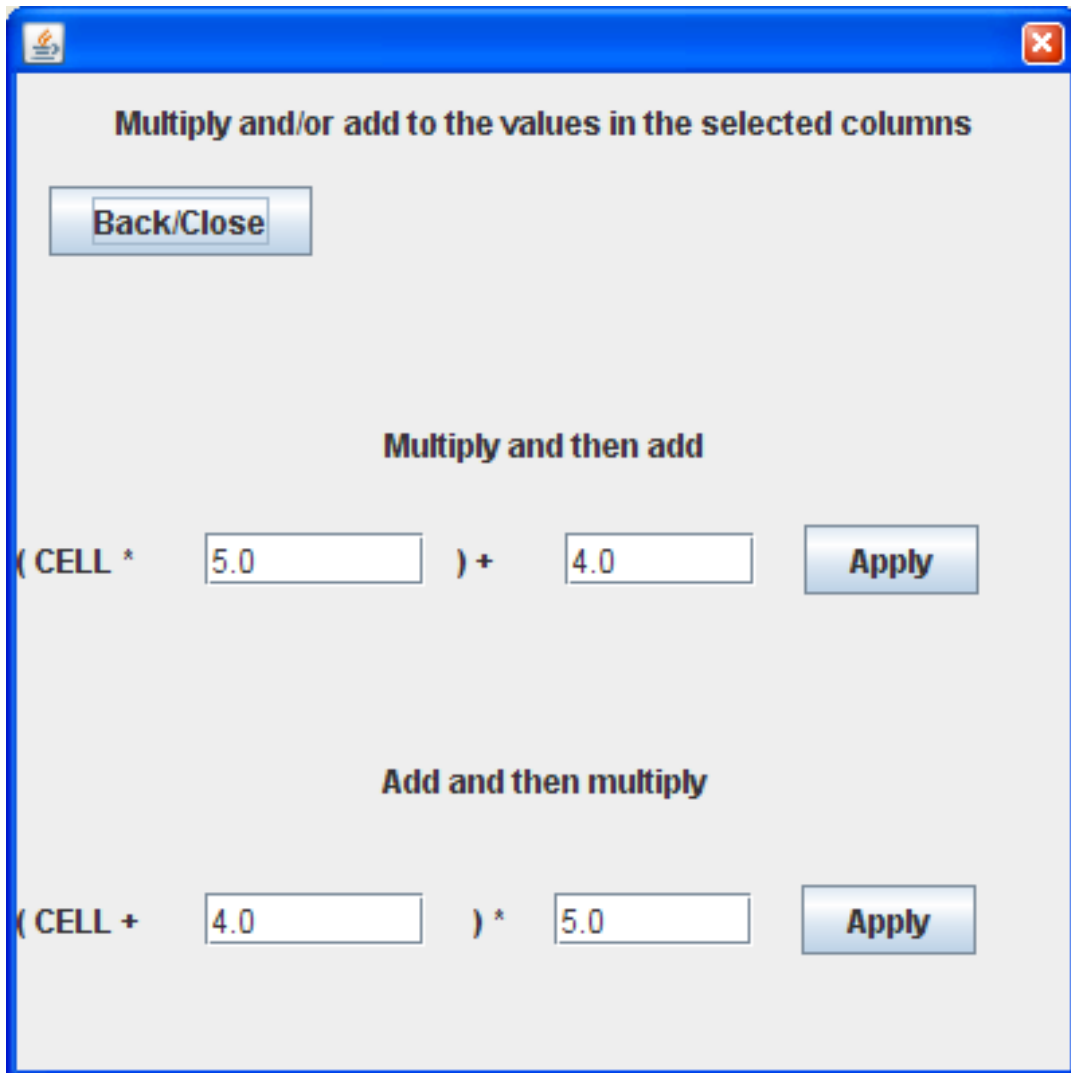 Multiply and/or add to the values in the selected columns
Back/Close
Multiply and then add
( CELL * 5.0 ) + 4.0 Apply
Add and then multiply
( CELL + 4.0 ) * 5.0 Apply